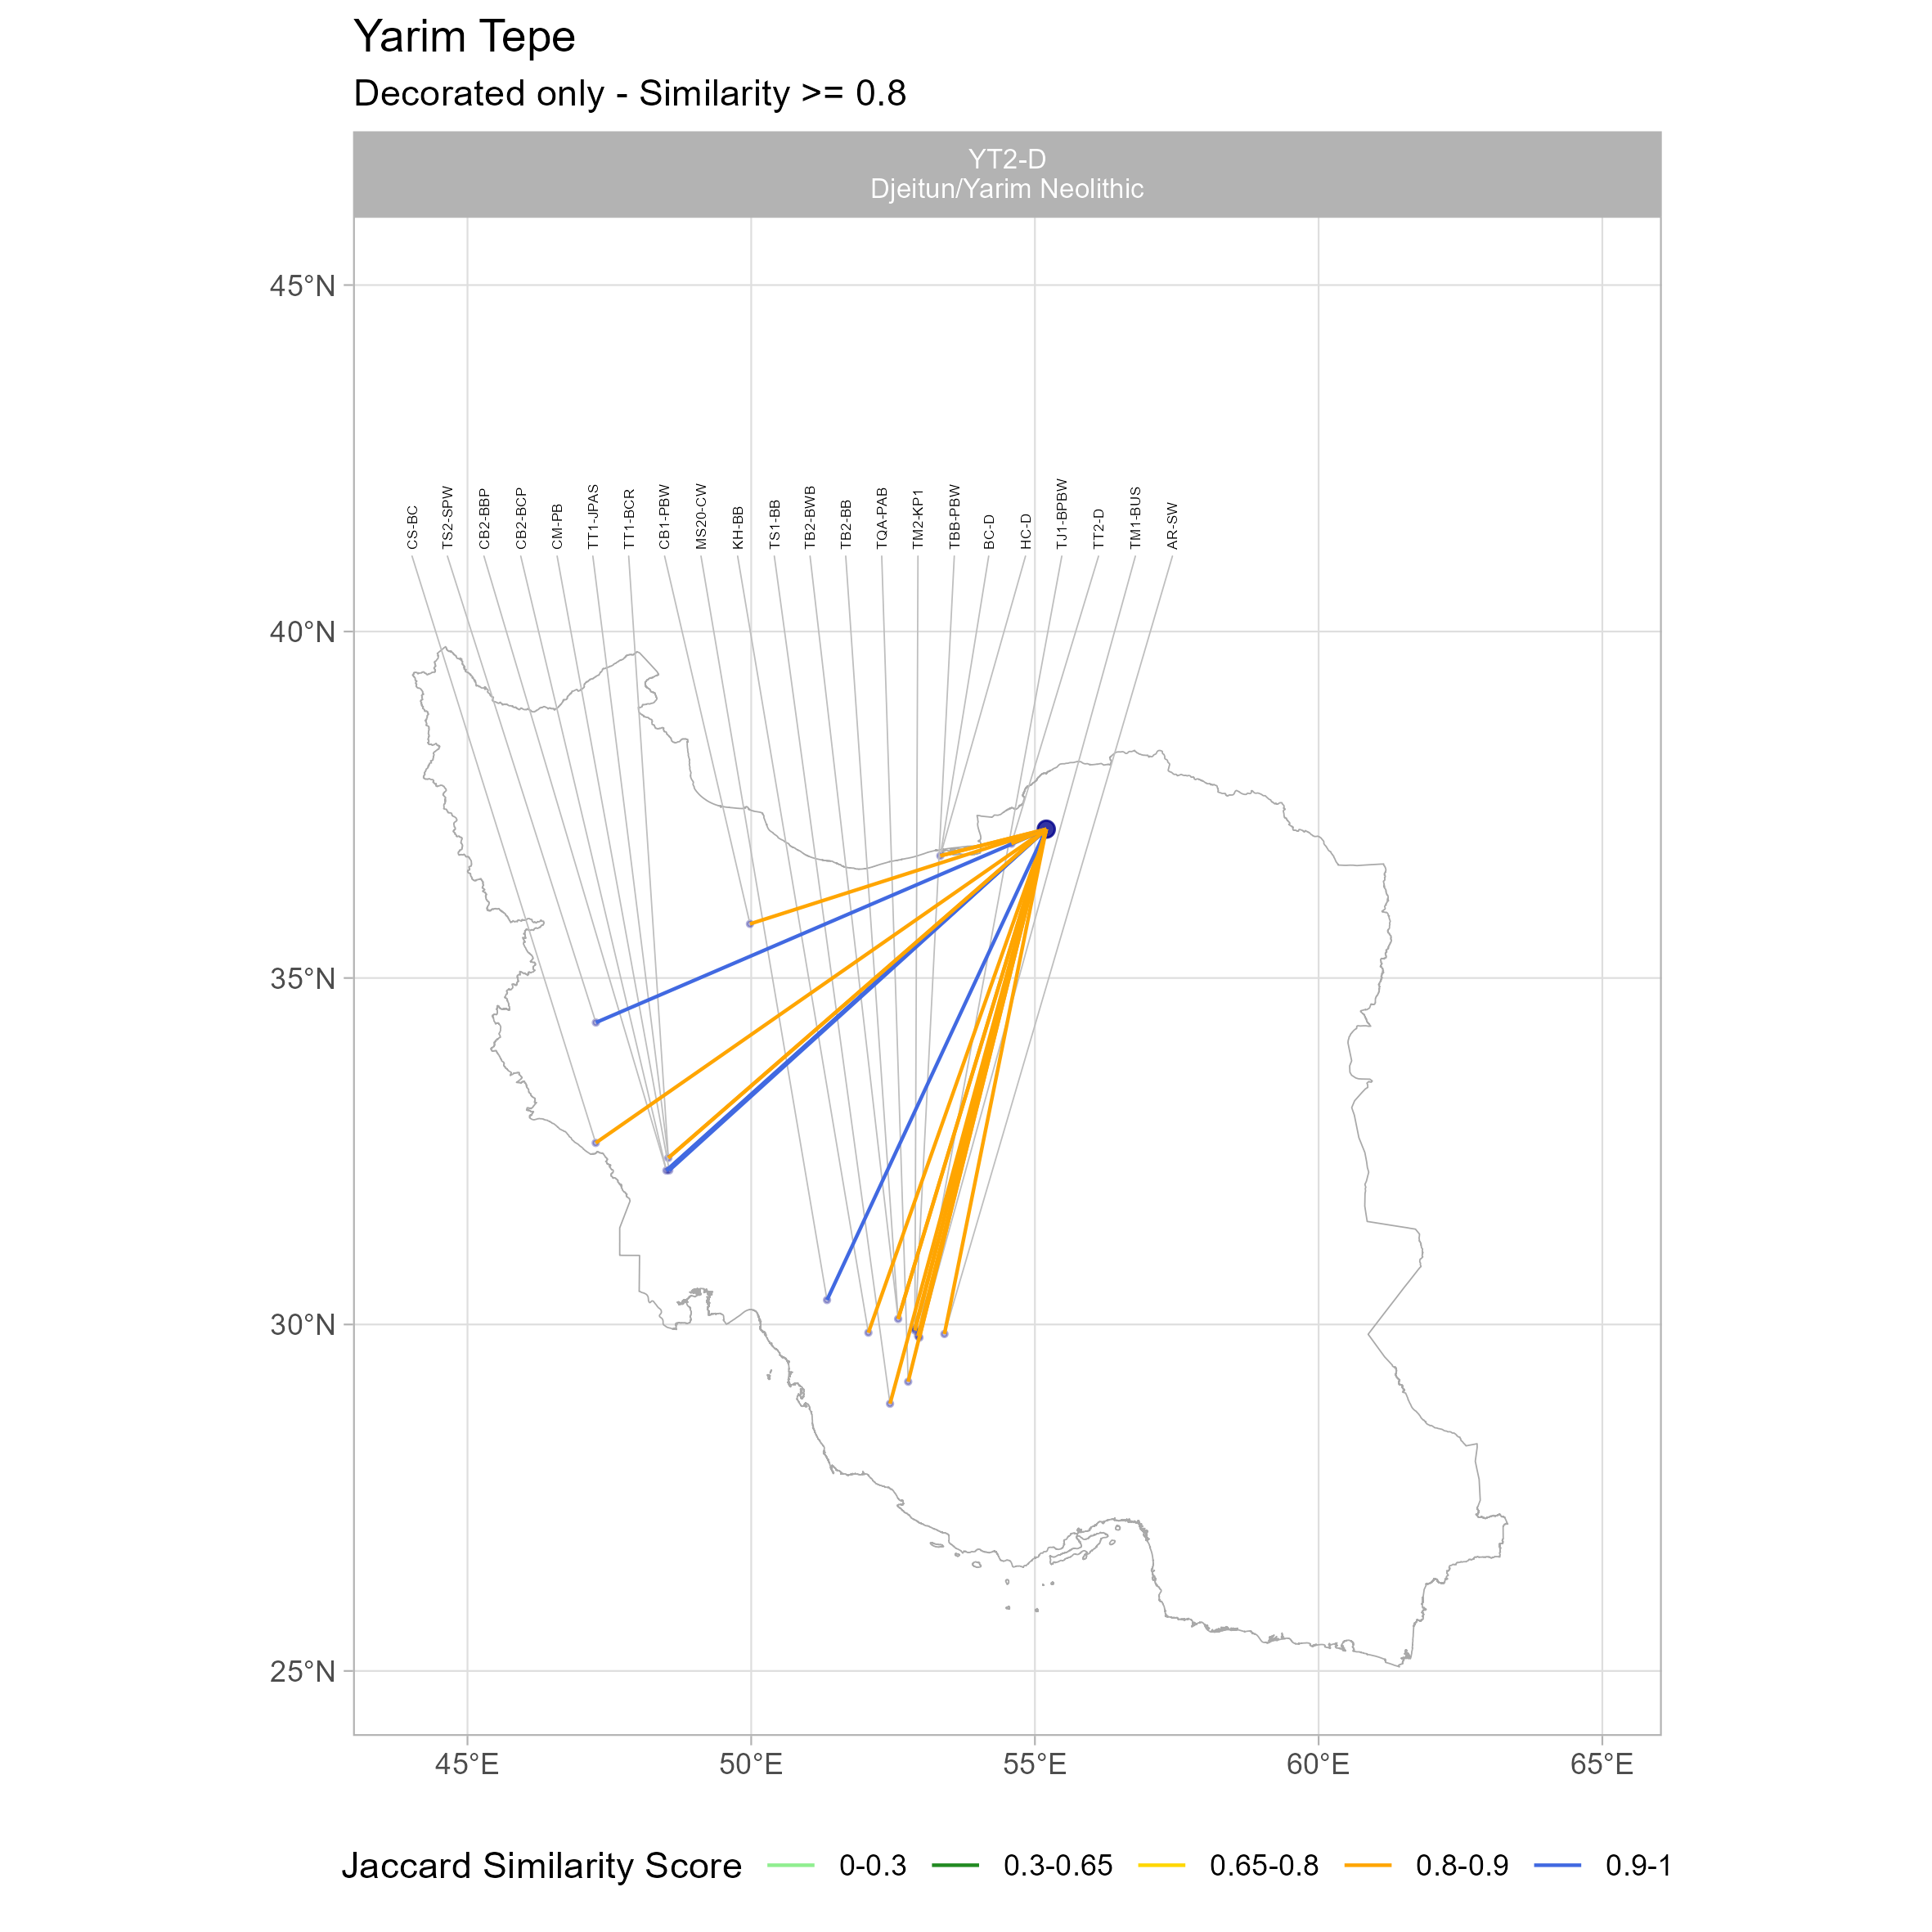 Yarim Tepe
Decorated only - Similarity >= 0.8
YT2-D
Djeitun/Yarim Neolithic
45°N
40°N
35°N
30°N
25°N
CS-BC
TS2-SPW
CB2-BBP
CB2-BCP
CM-PB
TT1-JPAS
TT1-BCR
CB1-PBW
MS20-CW
KH-BB
TS1-BB
TB2-BWB
TB2-BB
TQA-PAB
TM2-KP1
TBB-PBW
BC-D
HC-D
TJ1-BPBW
TT2-D
TM1-BUS
AR-SW
45°E 50°E 55°E 60°E 65°E
Jaccard Similarity Score 0-0.3 0.3-0.65 0.65-0.8 0.8-0.9 0.9-1